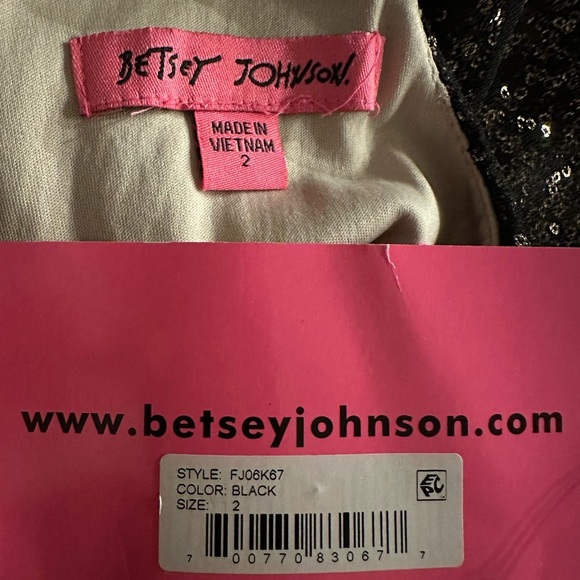 BETSEY JOHNSON.
MADE IN
VIETNAM
2
www.betseyjohnson.com
STYLE: FJ06K67
COLOR: BLACK
SIZE: 2
EPC
7 00770 83067 7